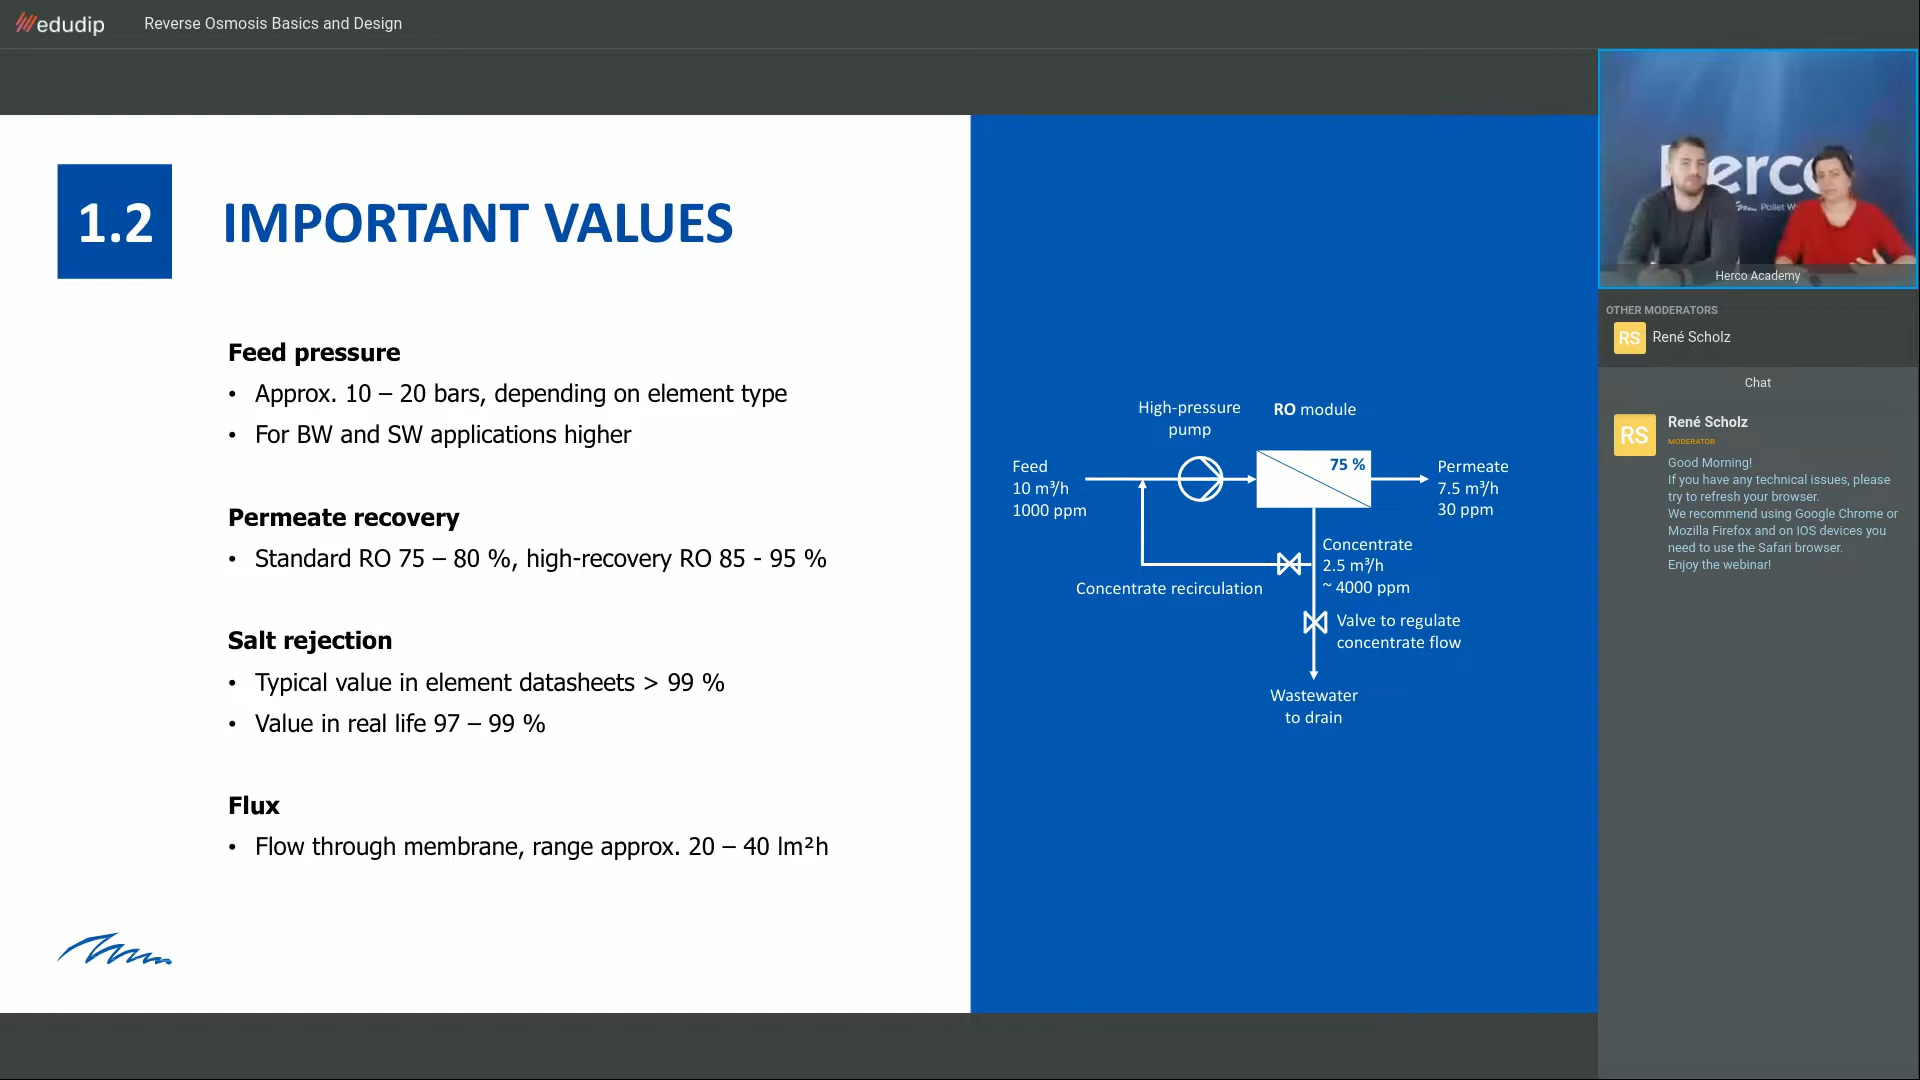 edudip
Reverse Osmosis Basics and Design
1.2
IMPORTANT VALUES
Feed pressure
• Approx. 10 – 20 bars, depending on element type
• For BW and SW applications higher
Permeate recovery
• Standard RO 75 – 80 %, high-recovery RO 85 - 95 %
Salt rejection
• Typical value in element datasheets > 99 %
• Value in real life 97 – 99 %
Flux
• Flow through membrane, range approx. 20 – 40 lm²h
High-pressure
pump
RO module
75 %
Feed
10 m³/h
1000 ppm
Permeate
7.5 m³/h
30 ppm
Concentrate
2.5 m³/h
~ 4000 ppm
Concentrate recirculation
Valve to regulate
concentrate flow
Wastewater
to drain
Herco Academy
OTHER MODERATORS
RS
René Scholz
Chat
RS
René Scholz
MODERATOR
Good Morning!
If you have any technical issues, please
try to refresh your browser.
We recommend using Google Chrome or
Mozilla Firefox and on IOS devices you
need to use the Safari browser.
Enjoy the webinar!